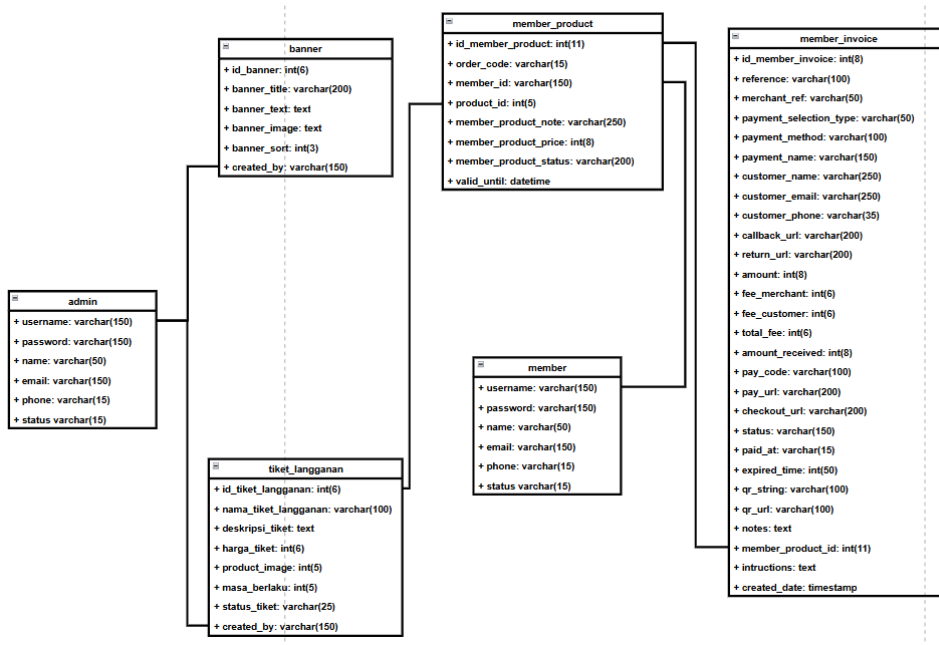 banner
+ id_banner: int(6)
+ banner_title: varchar(200)
+ banner_text: text
+ banner_image: text
+ banner_sort: int(3)
+ created_by: varchar(150)
member_product
+ id_member_product: int(11)
+ order_code: varchar(15)
+ member_id: varchar(150)
+ product_id: int(5)
+ member_product_note: varchar(250)
+ member_product_price: int(8)
+ member_product_status: varchar(200)
+ valid_until: datetime
member_invoice
+ id_member_invoice: int(8)
+ reference: varchar(100)
+ merchant_ref: varchar(50)
+ payment_selection_type: varchar(50)
+ payment_method: varchar(100)
+ payment_name: varchar(150)
+ customer_name: varchar(250)
+ customer_email: varchar(250)
+ customer_phone: varchar(35)
+ callback_url: varchar(200)
+ return_url: varchar(200)
+ amount: int(8)
+ fee_merchant: int(6)
+ fee_customer: int(6)
+ total_fee: int(6)
+ amount_received: int(8)
+ pay_code: varchar(100)
+ pay_url: varchar(200)
+ checkout_url: varchar(200)
+ status: varchar(150)
+ paid_at: varchar(15)
+ expired_time: int(50)
+ qr_string: varchar(100)
+ qr_url: varchar(100)
+ notes: text
+ member_product_id: int(11)
+ intructions: text
+ created_date: timestamp
admin
+ username: varchar(150)
+ password: varchar(150)
+ name: varchar(50)
+ email: varchar(150)
+ phone: varchar(15)
+ status varchar(15)
member
+ username: varchar(150)
+ password: varchar(150)
+ name: varchar(50)
+ email: varchar(150)
+ phone: varchar(15)
+ status varchar(15)
tiket_langganan
+ id_tiket_langganan: int(6)
+ nama_tiket_langganan: varchar(100)
+ deskripsi_tiket: text
+ harga_tiket: int(6)
+ product_image: int(5)
+ masa_berlaku: int(5)
+ status_tiket: varchar(25)
+ created_by: varchar(150)